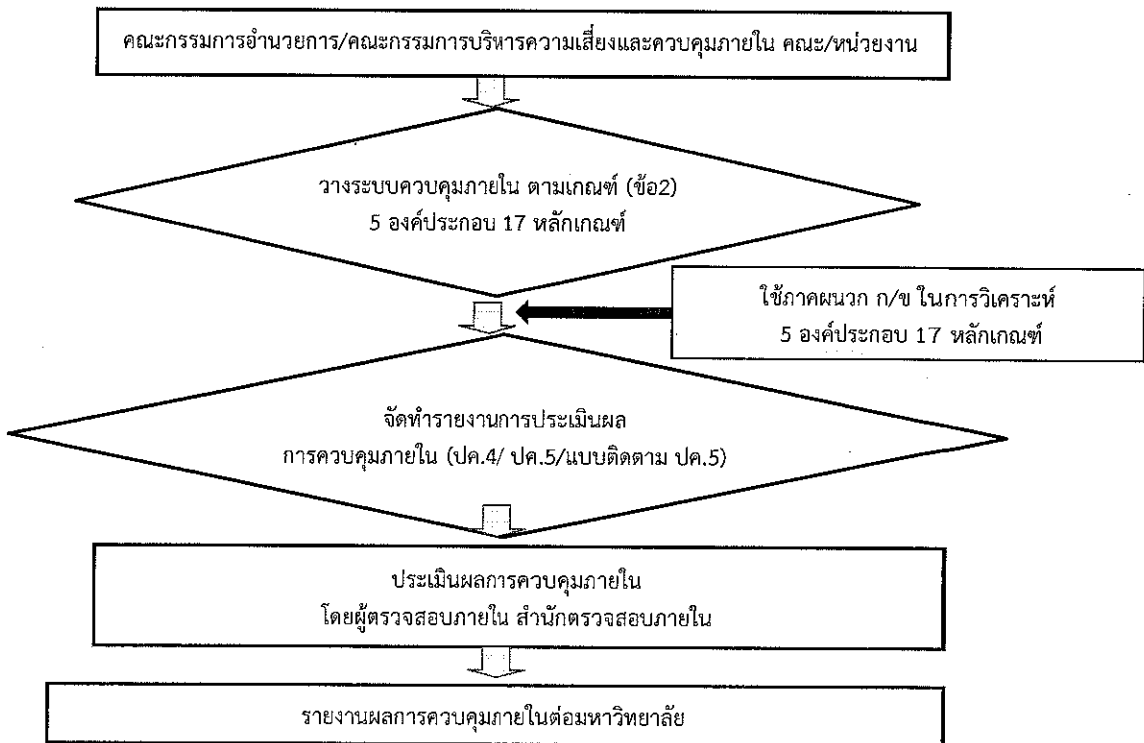 คณะกรรมการอำนวยการ/คณะกรรมการบริหารความเสี่ยงและควบคุมภายใน คณะ/หน่วยงาน
วางระบบควบคุมภายใน ตามเกณฑ์ (ข้อ2)
5 องค์ประกอบ 17 หลักเกณฑ์
ใช้ภาคผนวก ก/ข ในการวิเคราะห์
5 องค์ประกอบ 17 หลักเกณฑ์
จัดทำรายงานการประเมินผล
การควบคุมภายใน (ปค.4/ ปค.5/แบบติดตาม ปค.5)
ประเมินผลการควบคุมภายใน
โดยผู้ตรวจสอบภายใน สำนักตรวจสอบภายใน
รายงานผลการควบคุมภายในต่อมหาวิทยาลัย